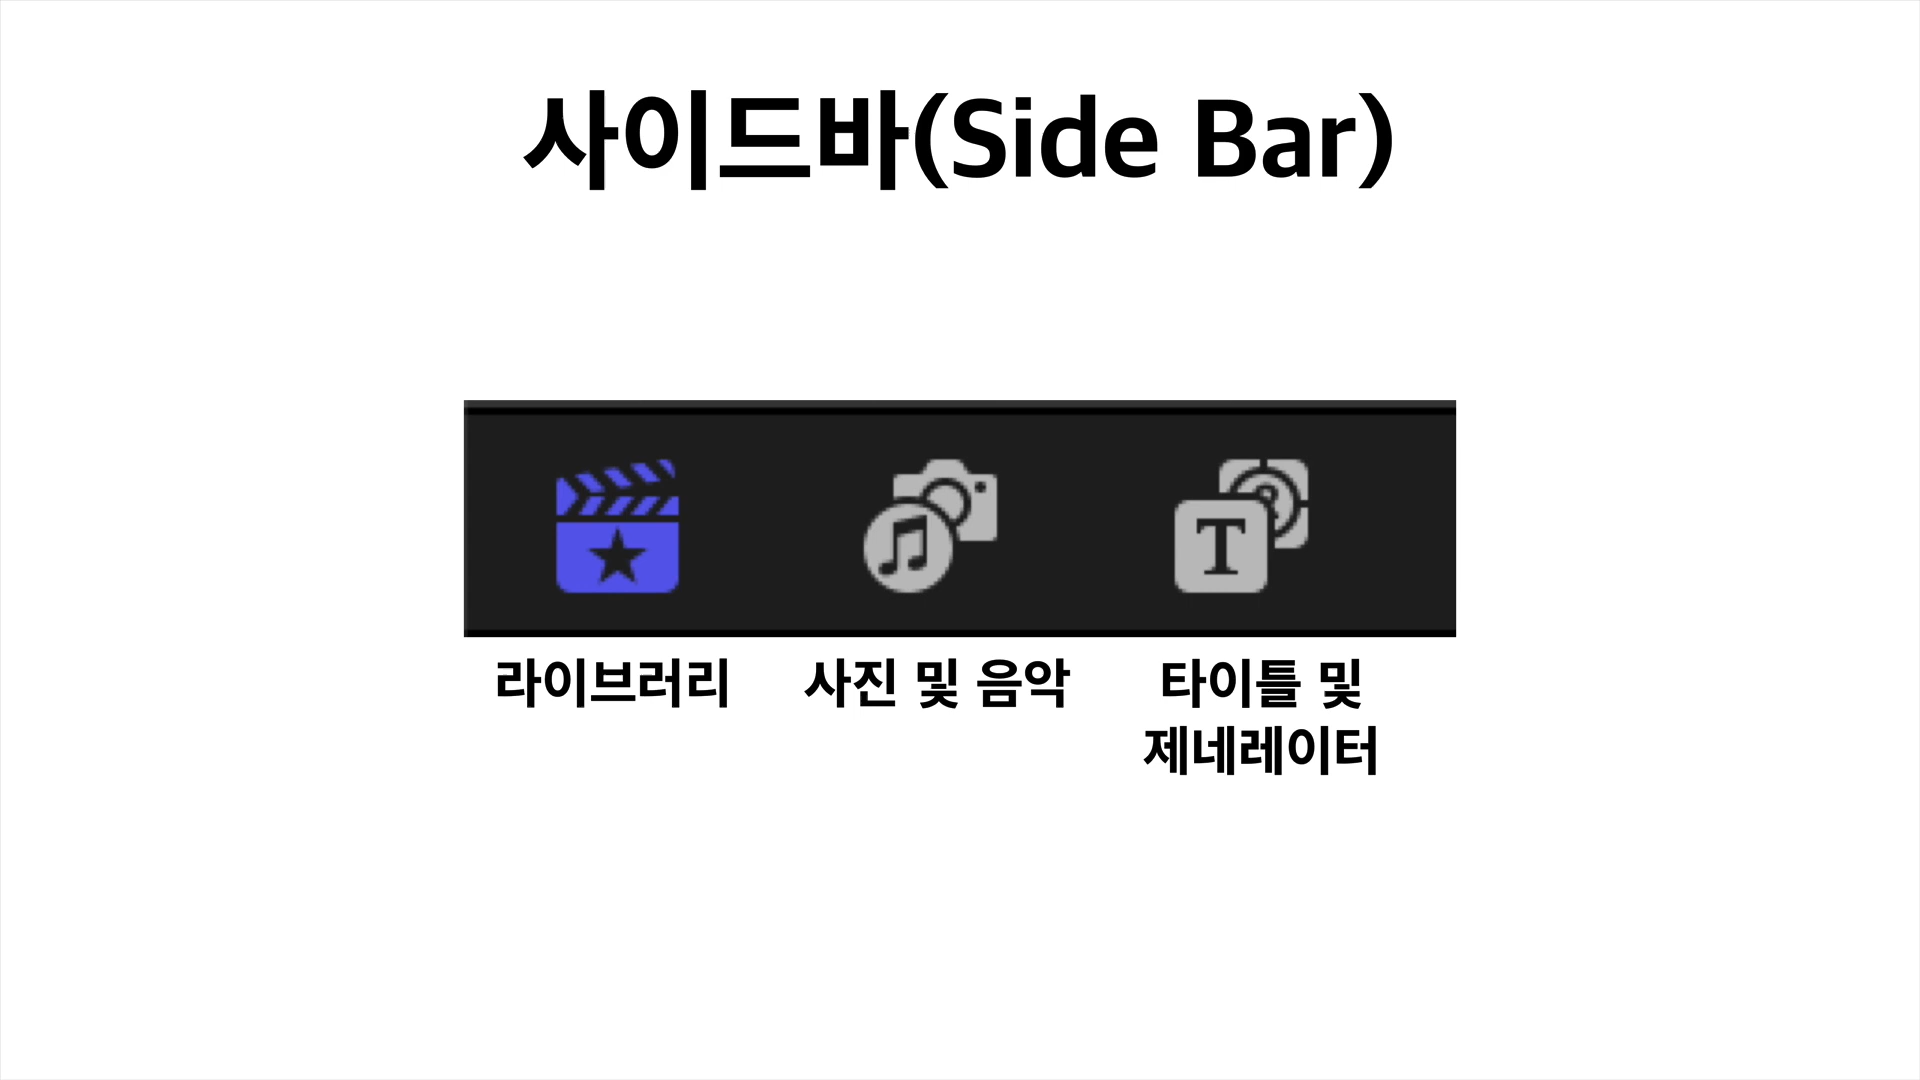 사이드바(Side Bar)
T
라이브러리
사진 및 음악
타이틀 및
제네레이터